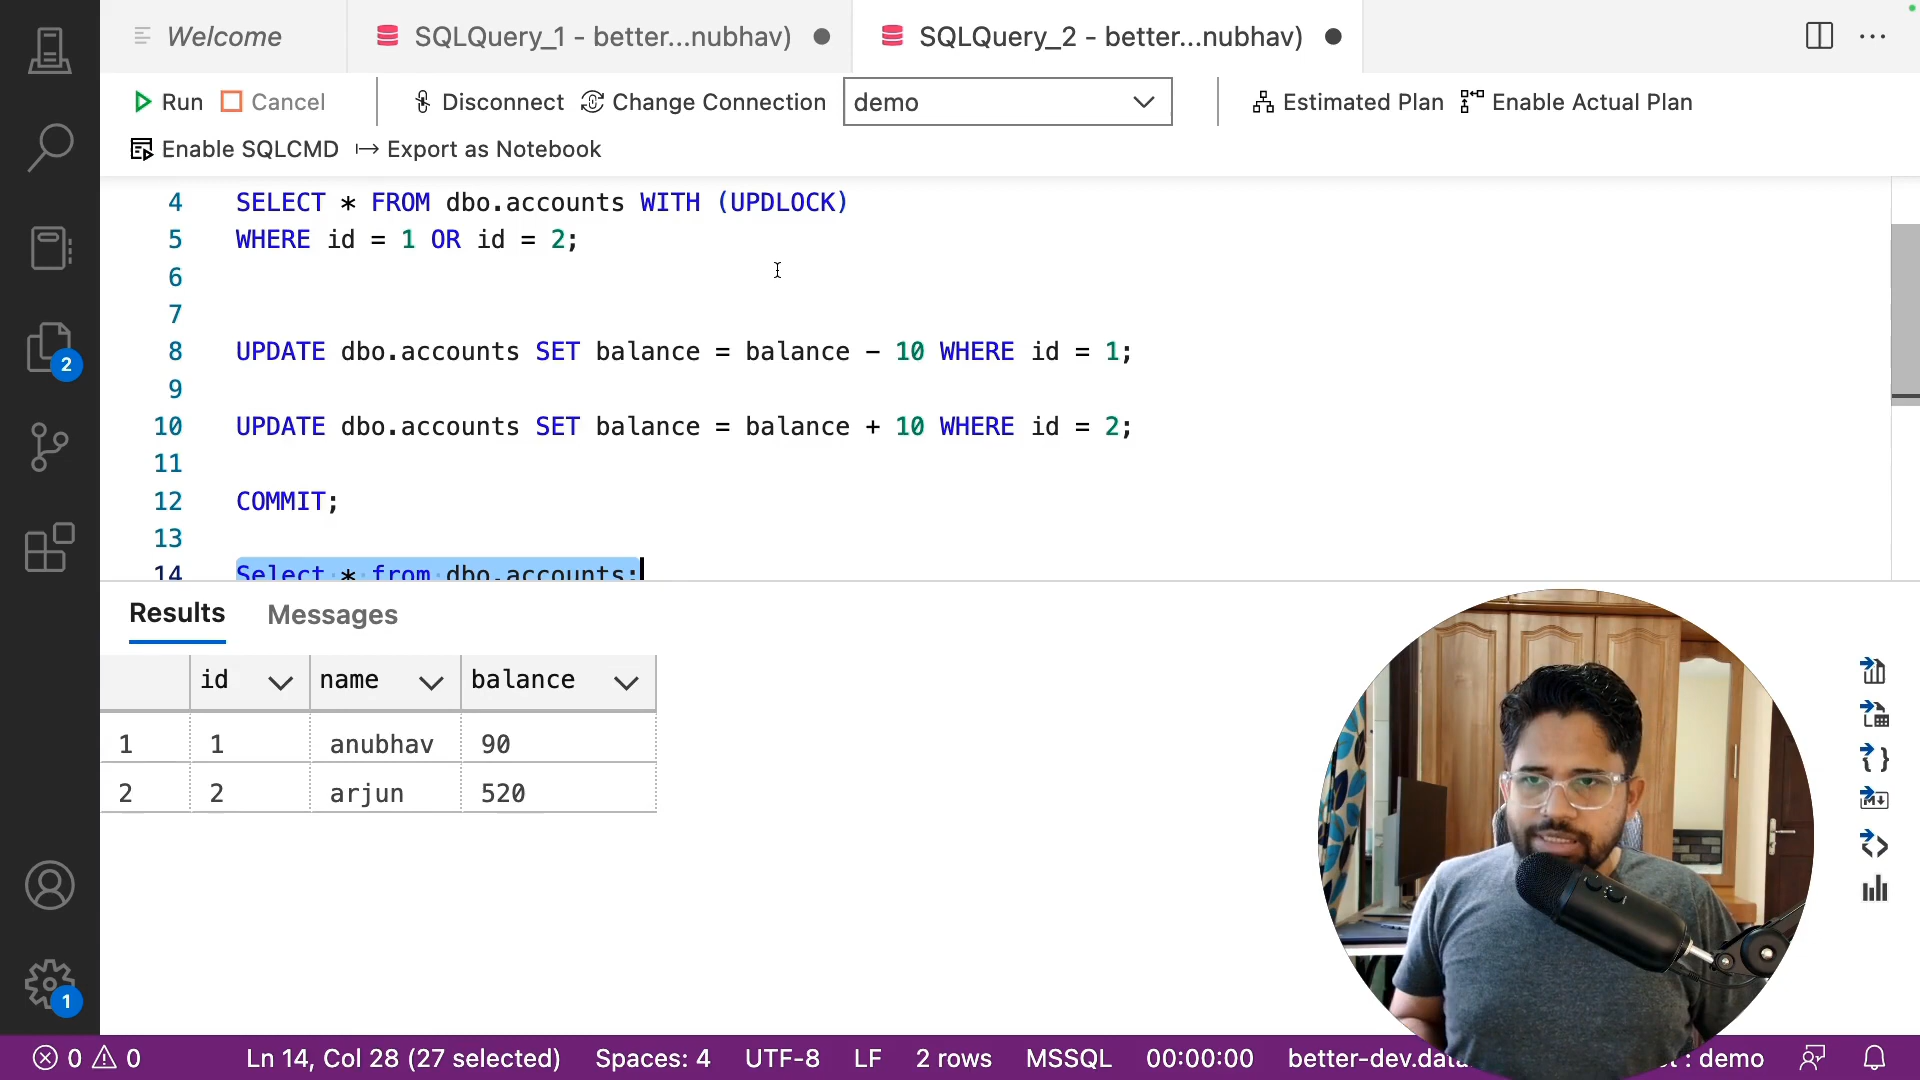 Welcome
SQLQuery_1 - better...nubhav)
SQLQuery_2 - better...nubhav)
Run
Cancel
Disconnect
Change Connection
demo
Estimated Plan
Enable Actual Plan
Enable SQLCMD
Export as Notebook
4 SELECT * FROM dbo.accounts WITH (UPDLOCK)
5 WHERE id = 1 OR id = 2;
6
7
8 UPDATE dbo.accounts SET balance = balance - 10 WHERE id = 1;
9
10 UPDATE dbo.accounts SET balance = balance + 10 WHERE id = 2;
11
12 COMMIT;
13
14 Select * from dbo.accounts;
2
Results Messages
id name balance
1 1 anubhav 90
2 2 arjun 520
M
1
0 0 Ln 14, Col 28 (27 selected) Spaces: 4 UTF-8 LF 2 rows MSSQL 00:00:00 better-dev.data : demo